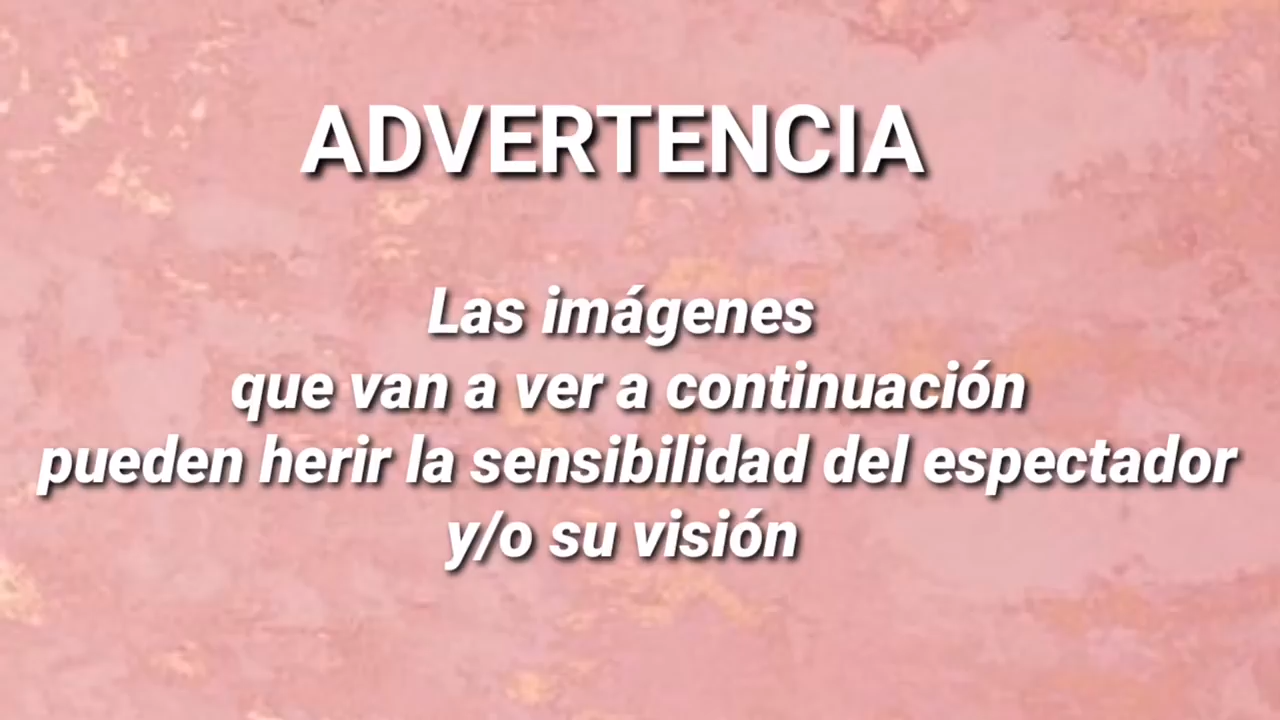 ADVERTENCIA
Las imágenes
que van a ver a continuación
pueden herir la sensibilidad del espectador
y/o su visión